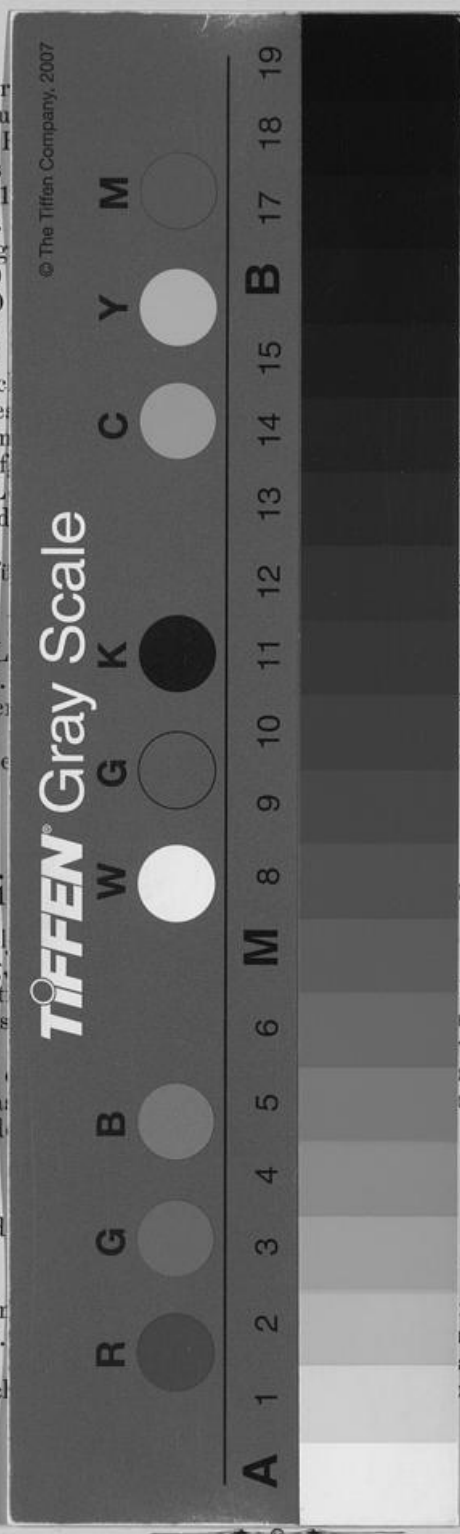 © The Tiffen Company, 2007
TIFFEN® Gray Scale
R G B W G K C Y M
A 1 2 3 4 5 6 M 8 9 10 11 12 13 14 15 B 17 18 19